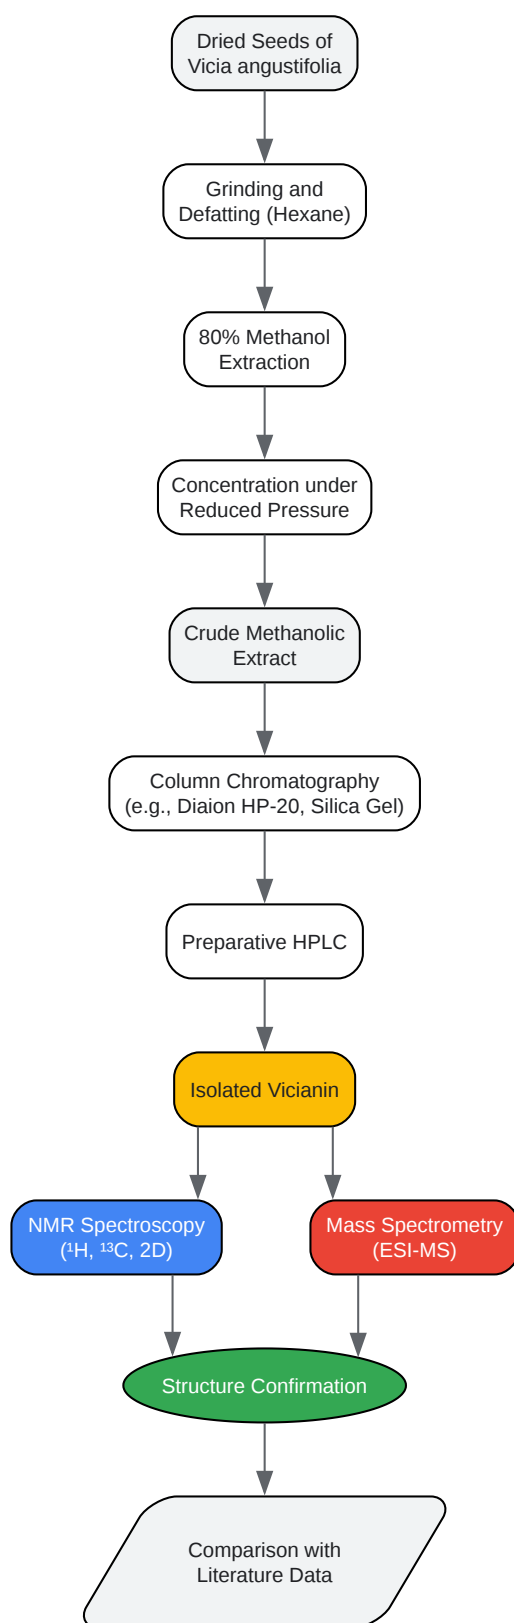 Dried Seeds of
Vicia angustifolia
Grinding and
Defatting (Hexane)
80% Methanol
Extraction
Concentration under
Reduced Pressure
Crude Methanolic
Extract
Column Chromatography
(e.g., Diaion HP-20, Silica Gel)
Preparative HPLC
Isolated Vicianin
NMR Spectroscopy
(¹H, ¹³C, 2D)
Mass Spectrometry
(ESI-MS)
Structure Confirmation
Comparison with
Literature Data